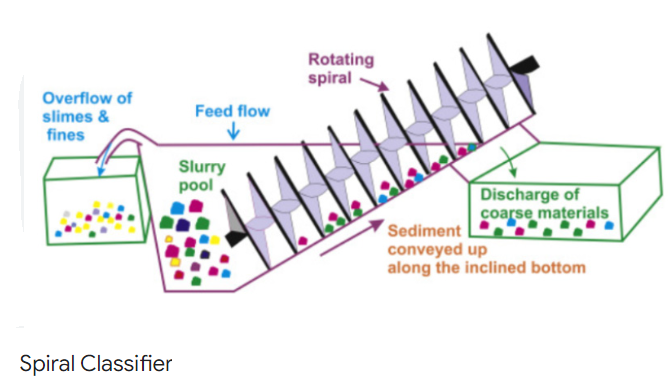 Rotating
spiral
Overflow of
slimes &
fines
Feed flow
Slurry
pool
Discharge of
coarse materials
Sediment
conveyed up
along the inclined bottom
Spiral Classifier